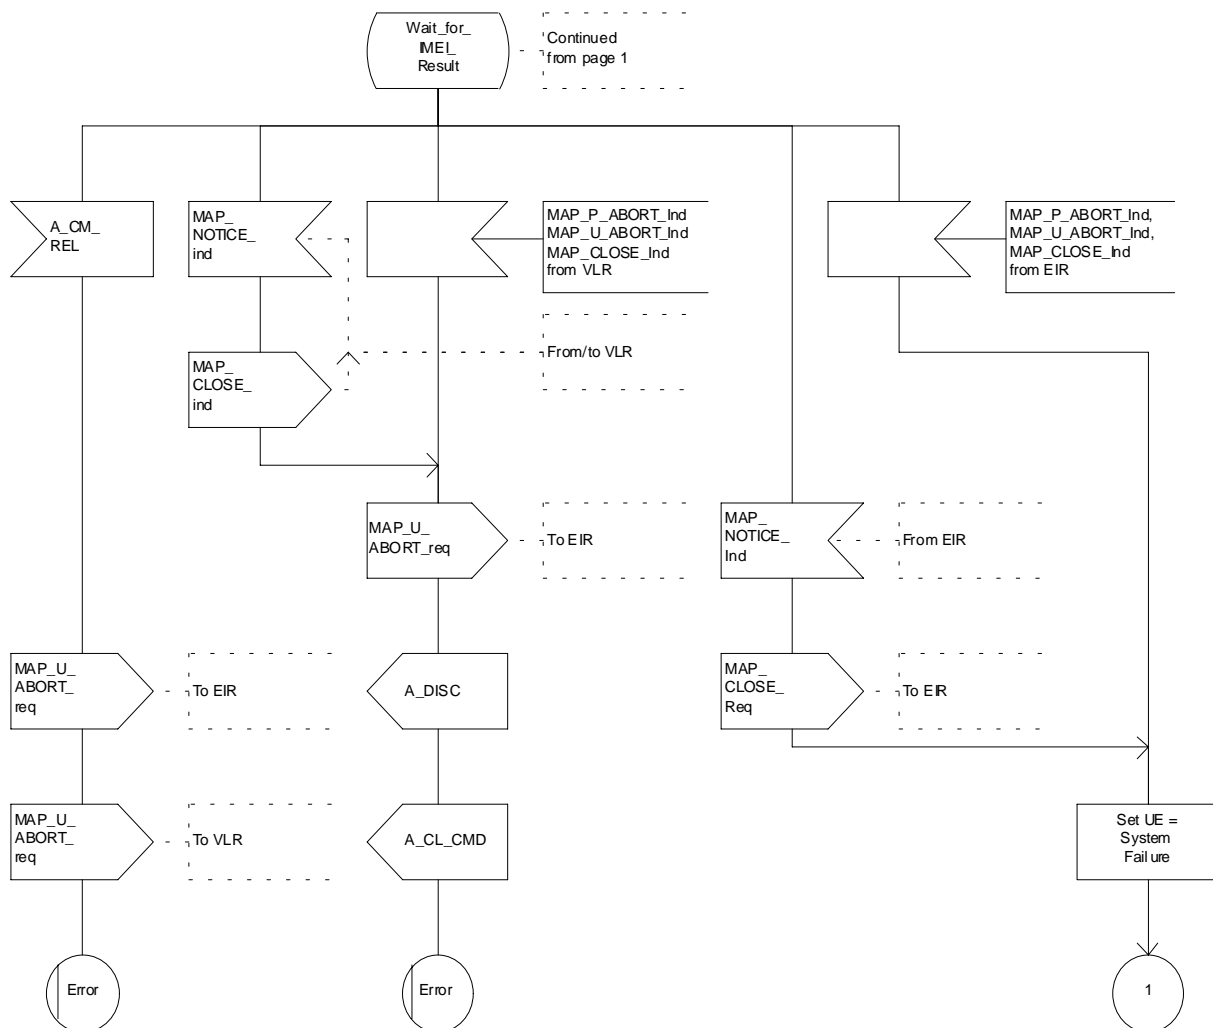 Wait_for_
IMEI_
Result
Continued
from page 1
A_CM_
REL
MAP_
NOTICE_
ind
MAP_P_ABORT_Ind
MAP_U_ABORT_Ind
MAP_CLOSE_Ind
from VLR
MAP_P_ABORT_Ind,
MAP_U_ABORT_Ind,
MAP_CLOSE_Ind
from EIR
MAP_
CLOSE_
ind
From/to VLR
MAP_U_
ABORT_req
To EIR
MAP_
NOTICE_
Ind
From EIR
MAP_U_
ABORT_
req
To EIR
A_DISC
MAP_
CLOSE_
Req
To EIR
MAP_U_
ABORT_
req
To VLR
A_CL_CMD
Set UE =
System
Failure
Error
Error
1